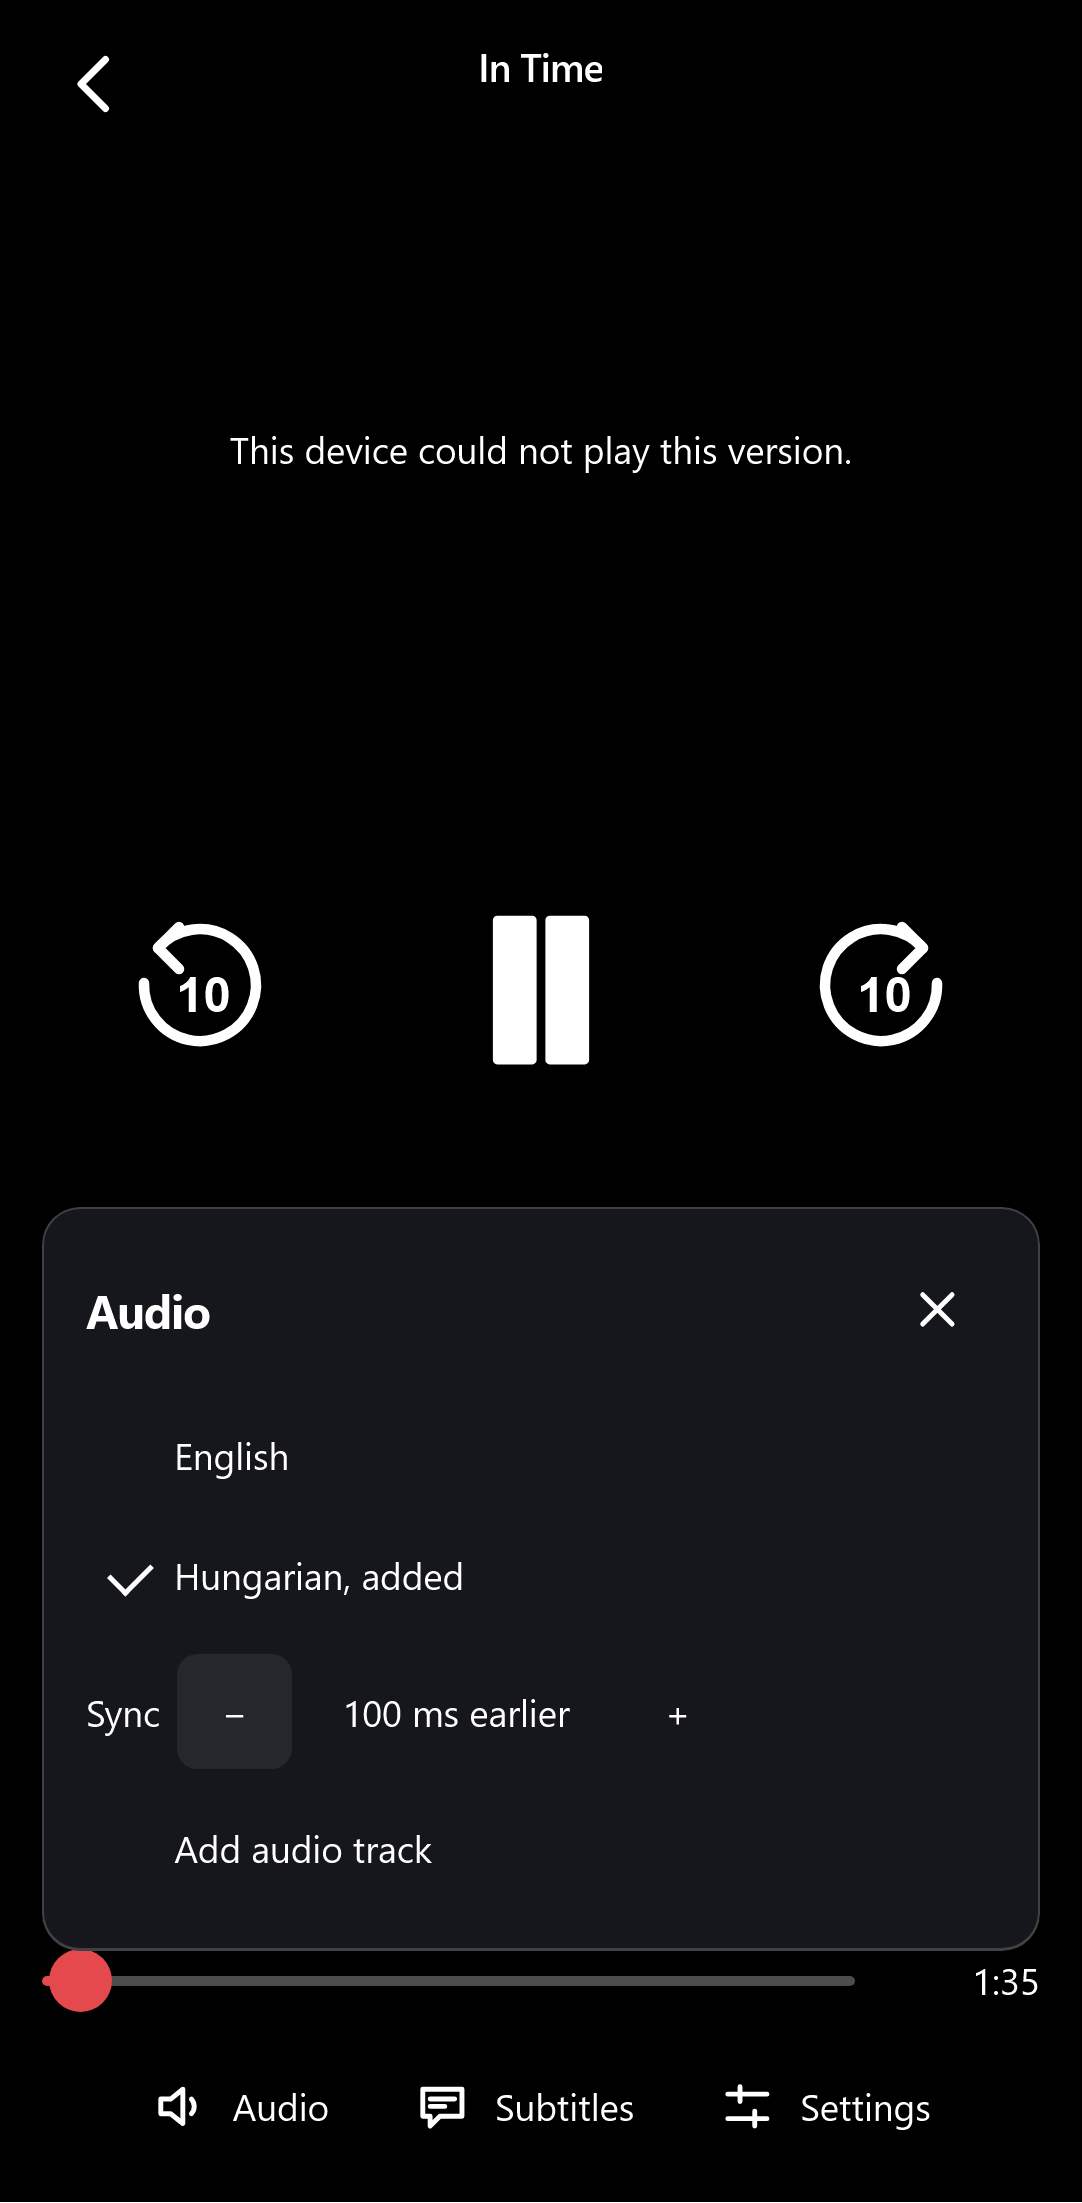 In Time
This device could not play this version.
10
10
Audio
English
Hungarian, added
Sync − 100 ms earlier +
Add audio track
1:35
Audio Subtitles Settings